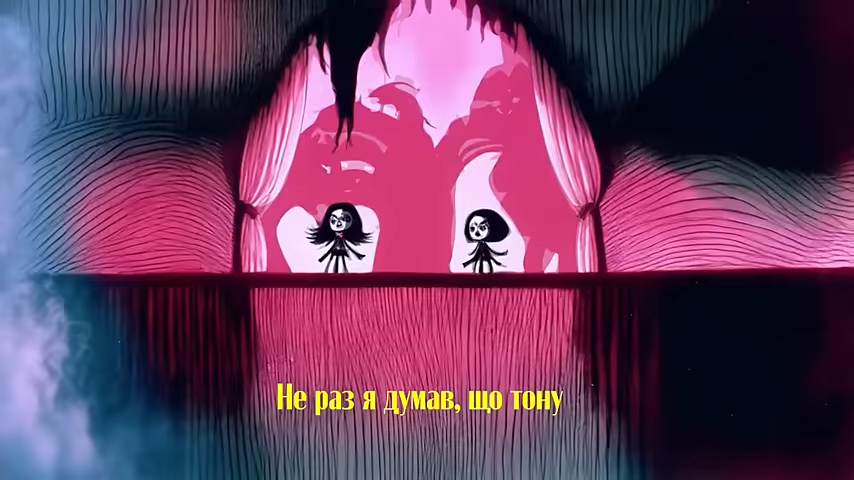 Не раз я думав, що тону